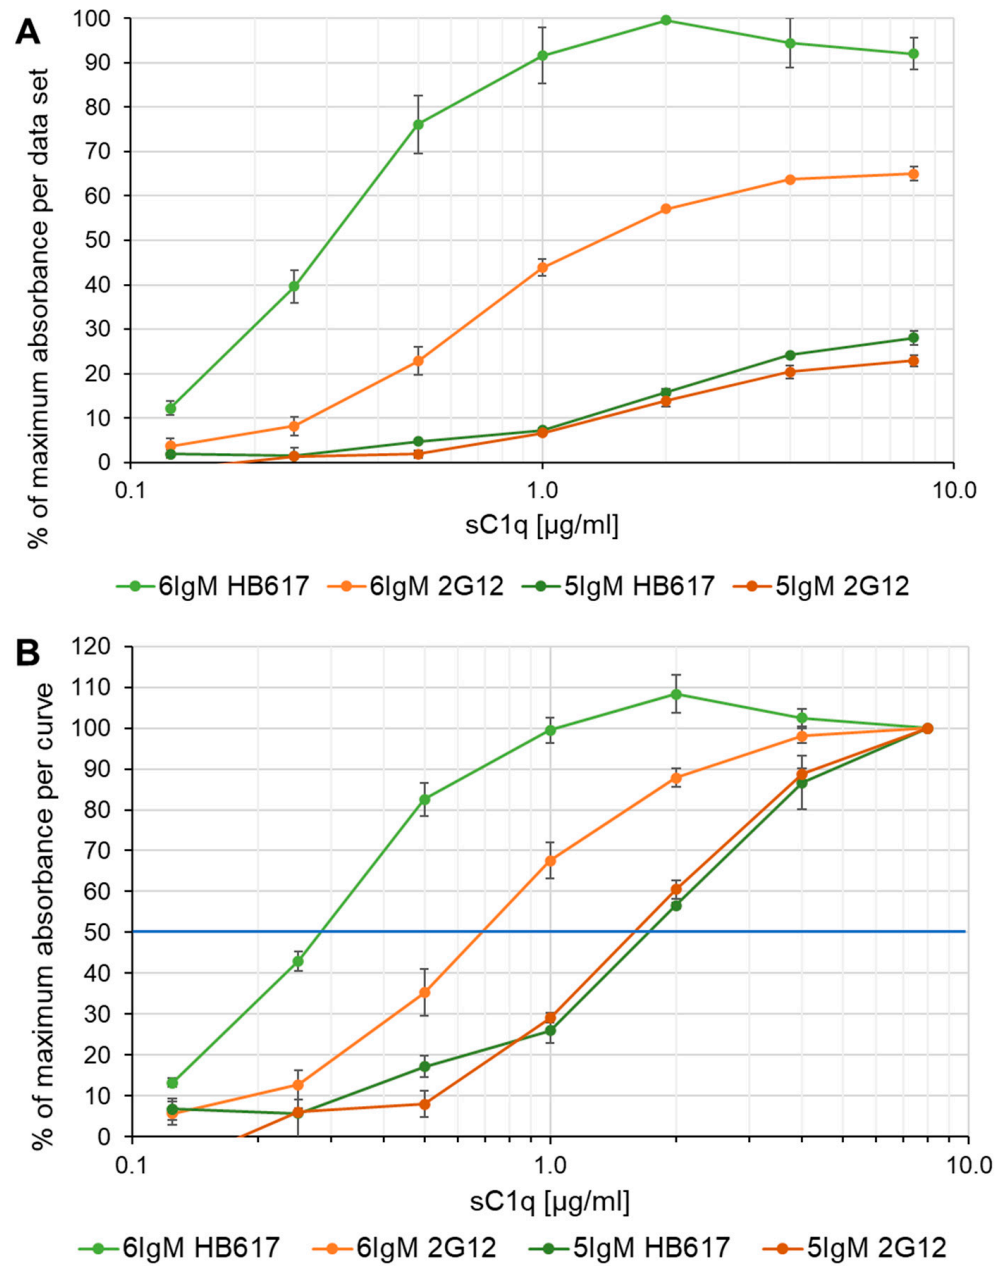 A
% of maximum absorbance per data set
100
90
80
70
60
50
40
30
20
10
0
0.1 1.0 10.0
sC1q [µg/ml]
6IgM HB617 6IgM 2G12 5IgM HB617 5IgM 2G12
B
% of maximum absorbance per curve
120
110
100
90
80
70
60
50
40
30
20
10
0
0.1 1.0 10.0
sC1q [µg/ml]
6IgM HB617 6IgM 2G12 5IgM HB617 5IgM 2G12